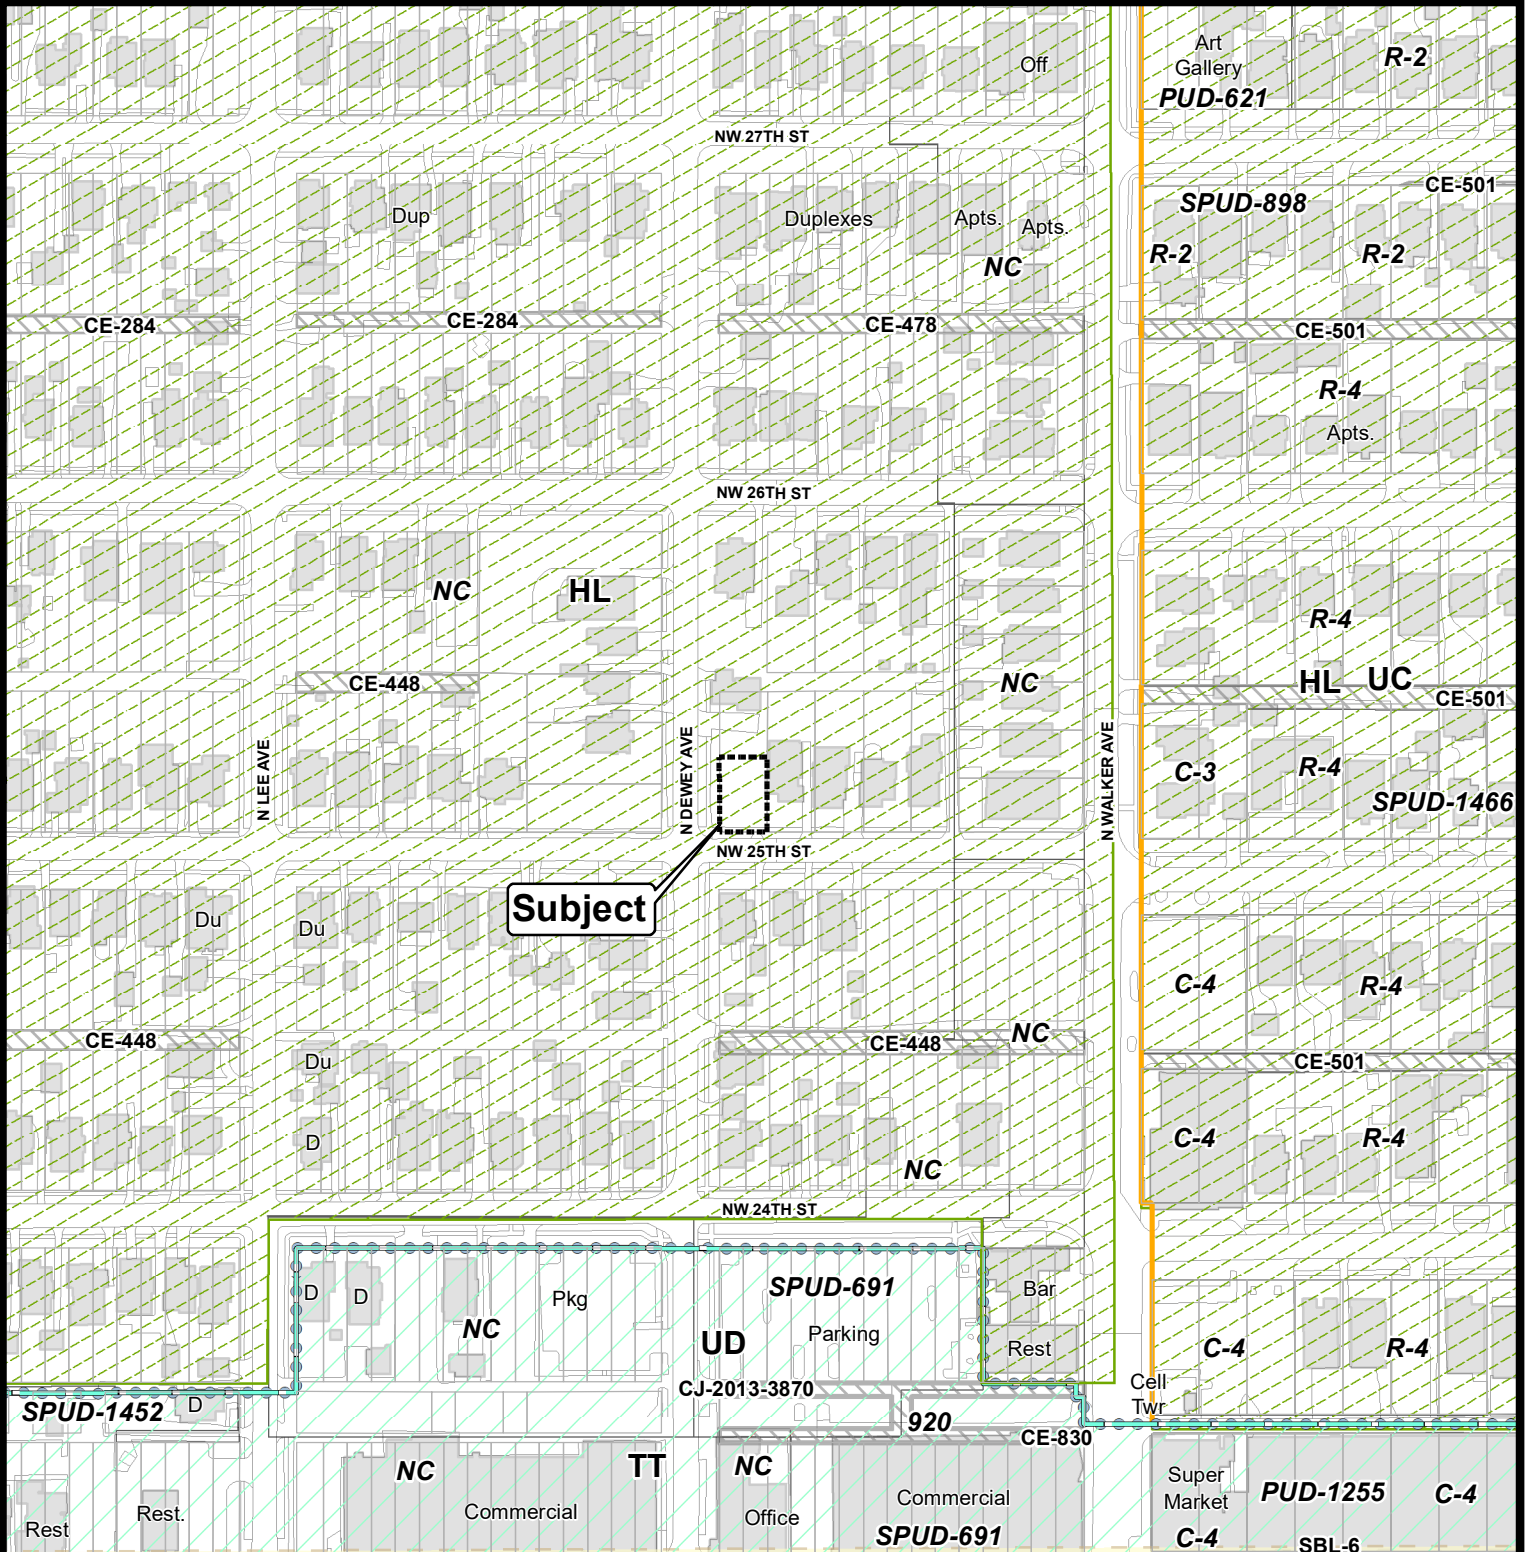 Off
Art
Gallery
R-2
PUD-621
NW 27TH ST
CE-501
SPUD-898
Dup
Duplexes
Apts.
Apts.
R-2
R-2
NC
CE-284
CE-284
CE-478
CE-501
R-4
Apts.
NW 26TH ST
NC
HL
R-4
CE-448
NC
HL
UC
CE-501
N LEE AVE
N DEWEY AVE
N WALKER AVE
C-3
R-4
SPUD-1466
NW 25TH ST
Subject
Du
Du
C-4
R-4
CE-448
Du
CE-448
NC
CE-501
D
C-4
R-4
NC
NW 24TH ST
D
D
Pkg
SPUD-691
Bar
NC
UD
Parking
Rest
C-4
R-4
CJ-2013-3870
Cell
Twr
SPUD-1452
D
920
CE-830
NC
TT
NC
Super
Market
PUD-1255
C-4
Rest
Rest.
Commercial
Office
Commercial
SPUD-691
C-4
SBL-6